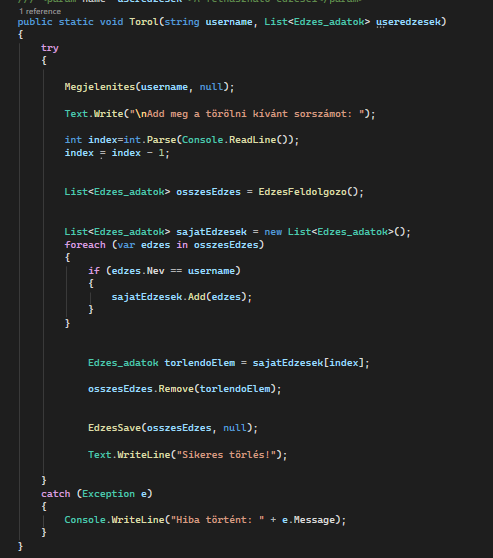 /// <param name="useredzesek">A felhasználó edzései</param>
1 reference
public static void Torol(string username, List<Edzes_adatok> useredzesek)
{
try
{
Megjelenites(username, null);
Text.Write("\nAdd meg a törölni kívánt sorszámot: ");
int index=int.Parse(Console.ReadLine());
index = index - 1;
List<Edzes_adatok> osszesEdzes = EdzesFeldolgozo();
List<Edzes_adatok> sajatEdzesek = new List<Edzes_adatok>();
foreach (var edzes in osszesEdzes)
{
if (edzes.Nev == username)
{
sajatEdzesek.Add(edzes);
}
}
Edzes_adatok torlendoElem = sajatEdzesek[index];
osszesEdzes.Remove(torlendoElem);
EdzesSave(osszesEdzes, null);
Text.WriteLine("Sikeres törlés!");
}
catch (Exception e)
{
Console.WriteLine("Hiba történt: " + e.Message);
}
}